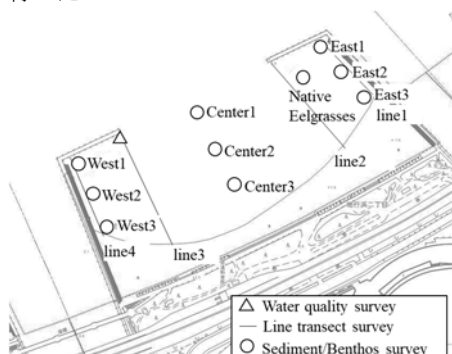 East1
East2
East3
Native
Eelgrasses
line1
Center1
Center2
Center3
line2
West1
West2
West3
line4
line3
Water quality survey
Line transect survey
Sediment/Benthos survey